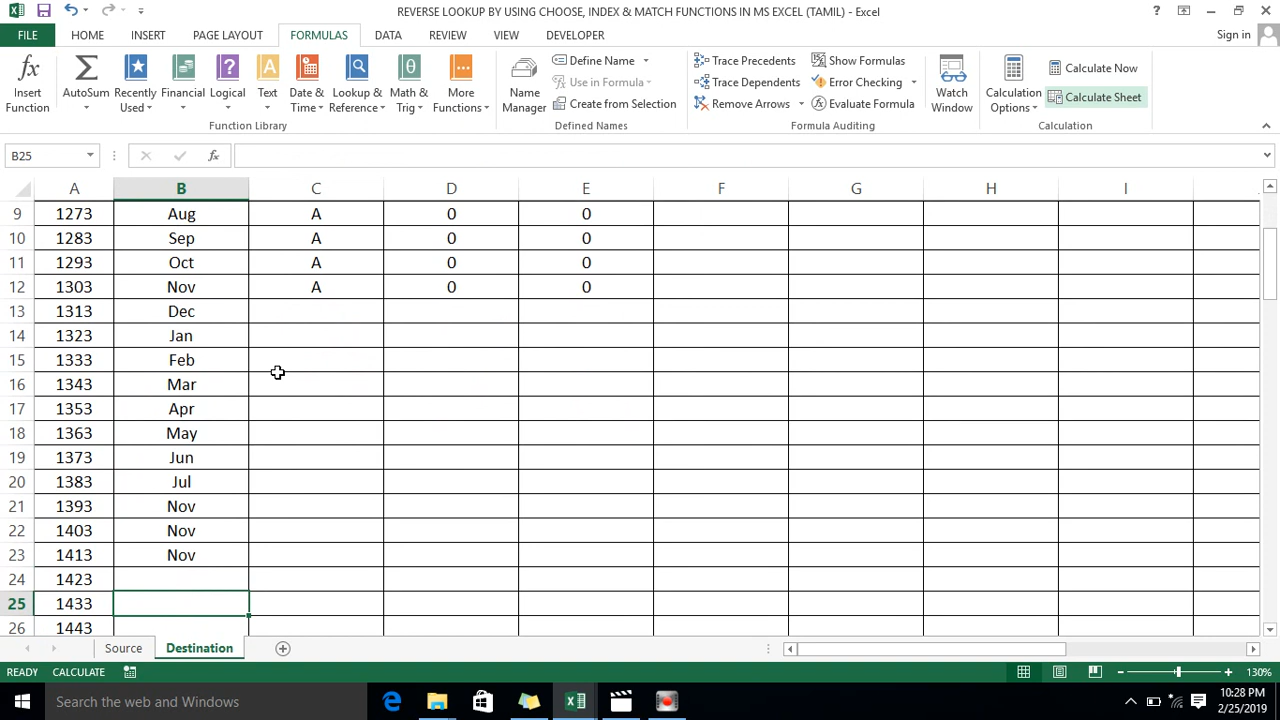 REVERSE LOOKUP BY USING CHOOSE, INDEX & MATCH FUNCTIONS IN MS EXCEL (TAMIL) - Excel
FILE HOME INSERT PAGE LAYOUT FORMULAS DATA REVIEW VIEW DEVELOPER Sign in
Insert Function
AutoSum
Recently Used
Financial
Logical
Text
Date & Time
Lookup & Reference
Math & Trig
More Functions
Function Library
Name Manager
Define Name
Use in Formula
Create from Selection
Defined Names
Trace Precedents
Trace Dependents
Remove Arrows
Show Formulas
Error Checking
Evaluate Formula
Formula Auditing
Watch Window
Calculation Options
Calculate Now
Calculate Sheet
Calculation
B25 fx
A B C D E F G H I
9 1273 Aug A 0 0
10 1283 Sep A 0 0
11 1293 Oct A 0 0
12 1303 Nov A 0 0
13 1313 Dec
14 1323 Jan
15 1333 Feb
16 1343 Mar
17 1353 Apr
18 1363 May
19 1373 Jun
20 1383 Jul
21 1393 Nov
22 1403 Nov
23 1413 Nov
24 1423
25 1433
26 1443
Source Destination
READY CALCULATE 130%
Search the web and Windows
10:28 PM
2/25/2019